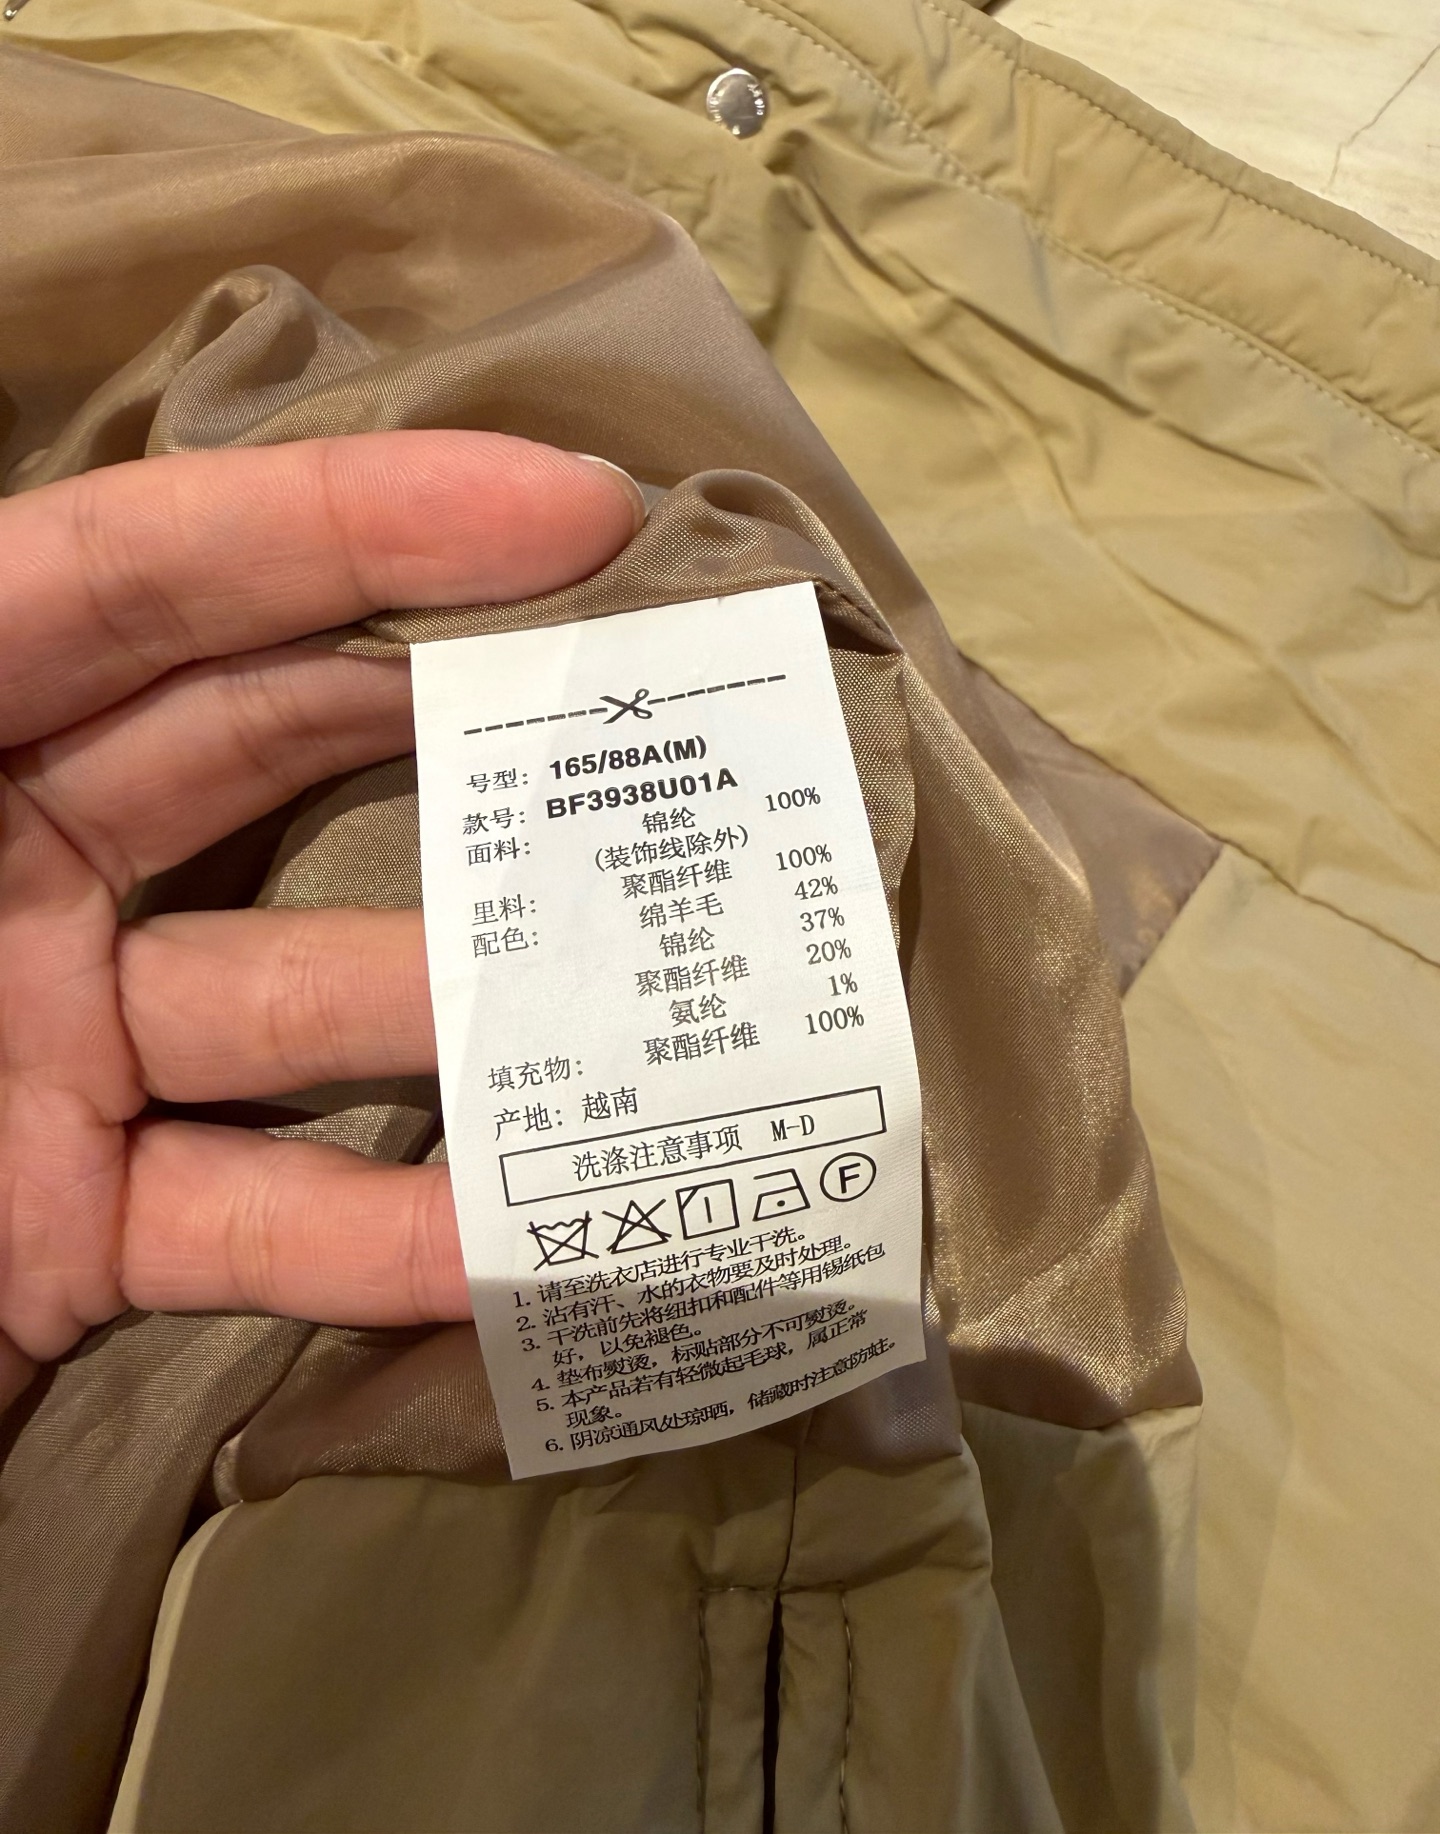 号型: 165/88A(M)
款号: BF3938U01A
面料: 锦纶 100%
(装饰线除外)
里料: 聚酯纤维 100%
配色: 绵羊毛 42%
锦纶 37%
聚酯纤维 20%
氨纶 1%
填充物: 聚酯纤维 100%
产地: 越南
洗涤注意事项 M-D
F
1. 请至洗衣店进行专业干洗。
2. 沾有汗、水的衣物要及时处理。
3. 干洗前先将纽扣和配件等用锡纸包
好，以免褪色。
4. 垫布熨烫，标贴部分不可熨烫。
5. 本产品若有轻微起毛球，属正常
现象。
6. 阴凉通风处晾晒，储藏时注意防蛀。